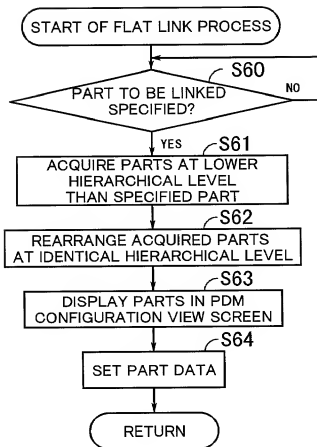 START OF FLAT LINK PROCESS
S60
PART TO BE LINKED
SPECIFIED?
NO
YES
S61
ACQUIRE PARTS AT LOWER
HIERARCHICAL LEVEL
THAN SPECIFIED PART
S62
REARRANGE ACQUIRED PARTS
AT IDENTICAL HIERARCHICAL LEVEL
S63
DISPLAY PARTS IN PDM
CONFIGURATION VIEW SCREEN
S64
SET PART DATA
RETURN